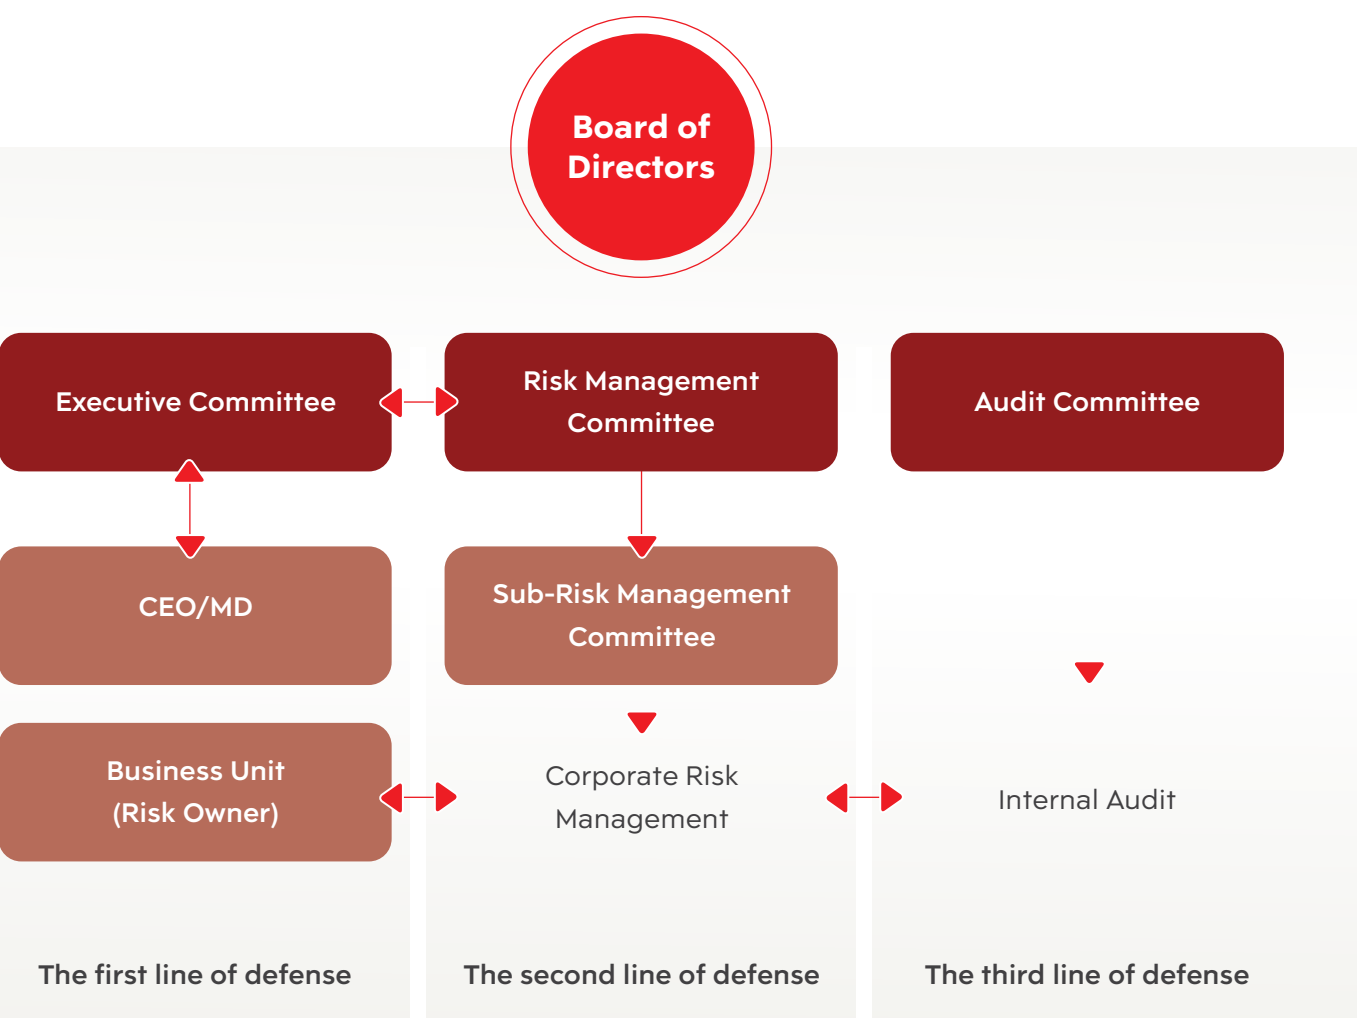 Board of
Directors
Executive Committee
Risk Management
Committee
Audit Committee
CEO/MD
Sub-Risk Management
Committee
Business Unit
(Risk Owner)
Corporate Risk
Management
Internal Audit
The first line of defense
The second line of defense
The third line of defense